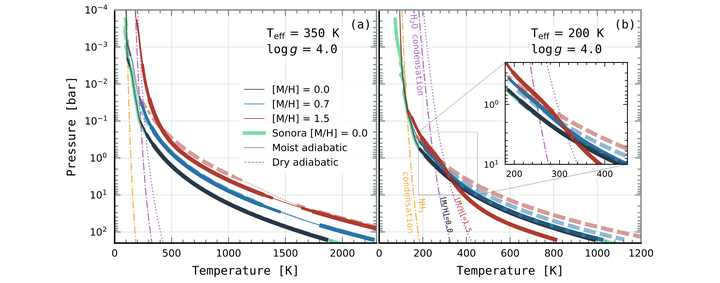 (a)
T_eff = 350 K
log g = 4.0
[M/H] = 0.0
[M/H] = 0.7
[M/H] = 1.5
Sonora [M/H] = 0.0
Moist adiabatic
Dry adiabatic
Pressure [bar]
10⁻⁴
10⁻³
10⁻²
10⁻¹
10⁰
10¹
10²
0
500
1000
1500
2000
Temperature [K]
(b)
T_eff = 200 K
log g = 4.0
H₂O condensation
NH₃
condensation
[M/H]=0.0
[M/H]=1.5
10⁰
10¹
200
300
400
0
200
400
600
800
1000
1200
Temperature [K]